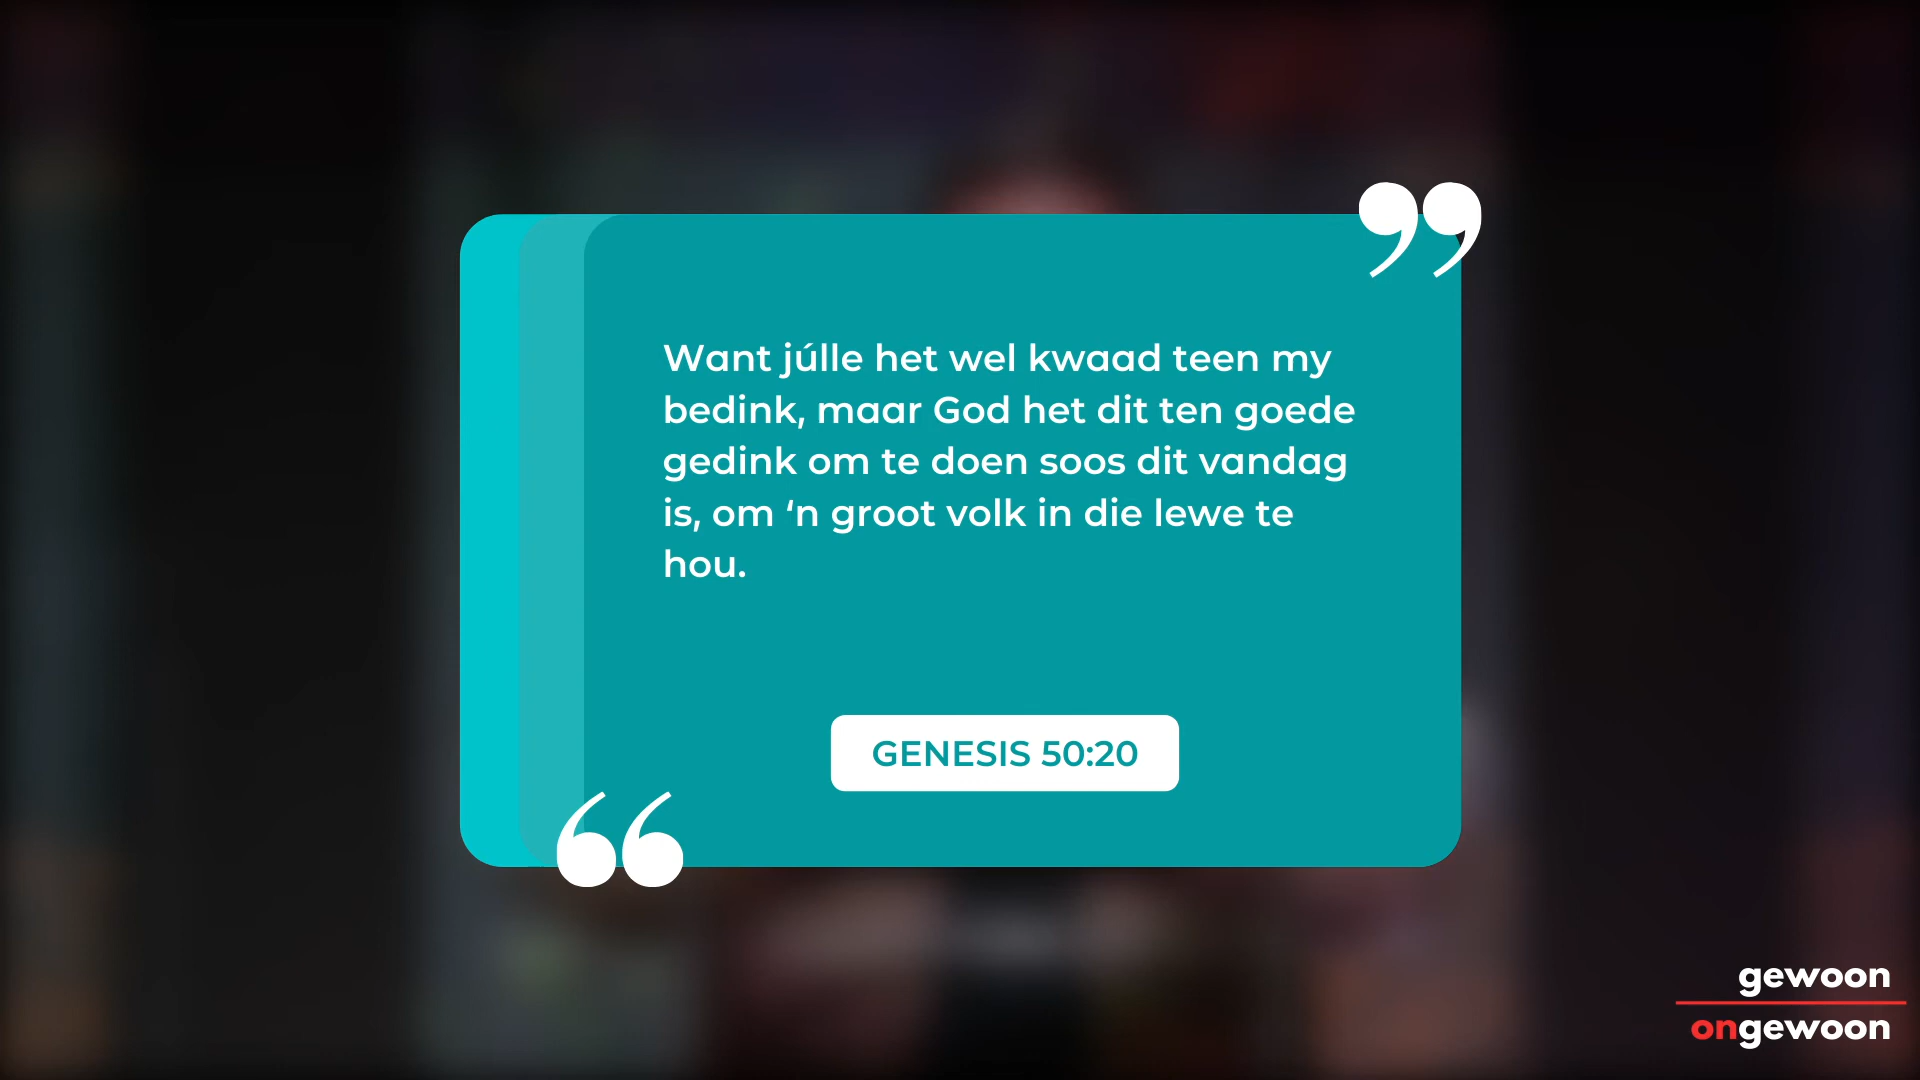 Want júlle het wel kwaad teen my
bedink, maar God het dit ten goede
gedink om te doen soos dit vandag
is, om ‘n groot volk in die lewe te
hou.
GENESIS 50:20
gewoon
ongewoon